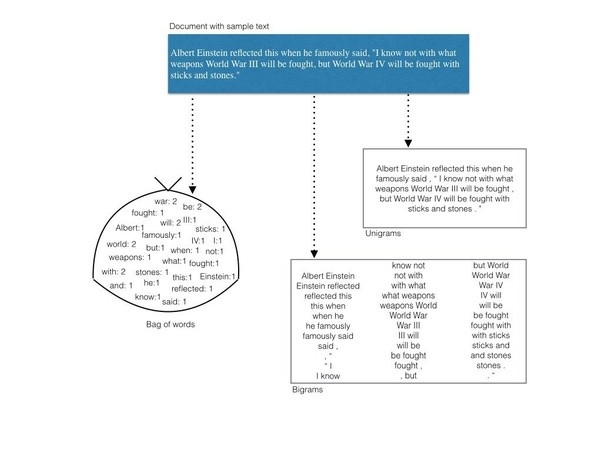 Document with sample text
Albert Einstein reflected this when he famously said, "I know not with what
weapons World War III will be fought, but World War IV will be fought with
sticks and stones."
Albert Einstein reflected this when he
famously said , " I know not with what
weapons World War III will be fought ,
but World War IV will be fought with
sticks and stones . "
Unigrams
war: 2
be: 2
fought: 1
will: 2
III:1
Albert:1
sticks: 1
famously:1
IV:1
I:1
world: 2
but:1
when: 1
not:1
weapons: 1
what:1
fought:1
with: 2
stones: 1
this:1
Einstein:1
and: 1
he:1
reflected: 1
know:1
said: 1
Bag of words
Albert Einstein
Einstein reflected
reflected this
this when
when he
he famously
famously said
said ,
, "
" I
I know
know not
not with
with what
what weapons
weapons World
World War
War III
III will
will be
be fought
fought ,
, but
but World
World War
War IV
IV will
will be
be fought
fought with
with sticks
sticks and
and stones
stones .
. "
Bigrams